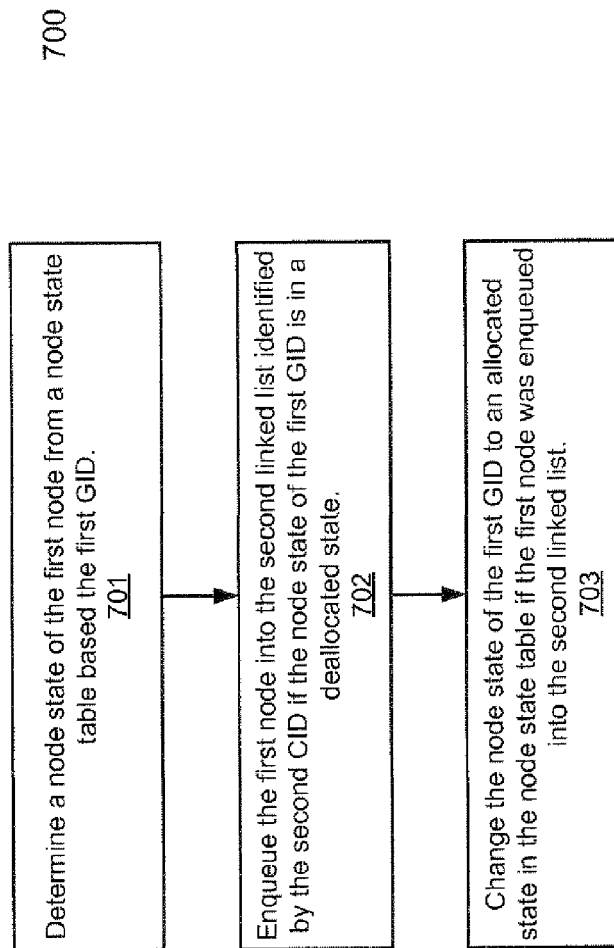 700
Determine a node state of the first node from a node state
table based the first GID.
701
Enqueue the first node into the second linked list identified
by the second CID if the node state of the first GID is in a
deallocated state.
702
Change the node state of the first GID to an allocated
state in the node state table if the first node was enqueued
into the second linked list.
703